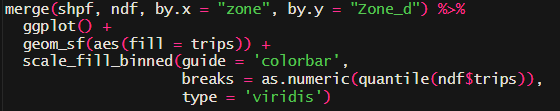 merge(shpf, ndf, by.x = "zone", by.y = "Zone_d") %>%
  ggplot() +
  geom_sf(aes(fill = trips)) +
  scale_fill_binned(guide = 'colorbar',
                    breaks = as.numeric(quantile(ndf$trips)),
                    type = 'viridis')